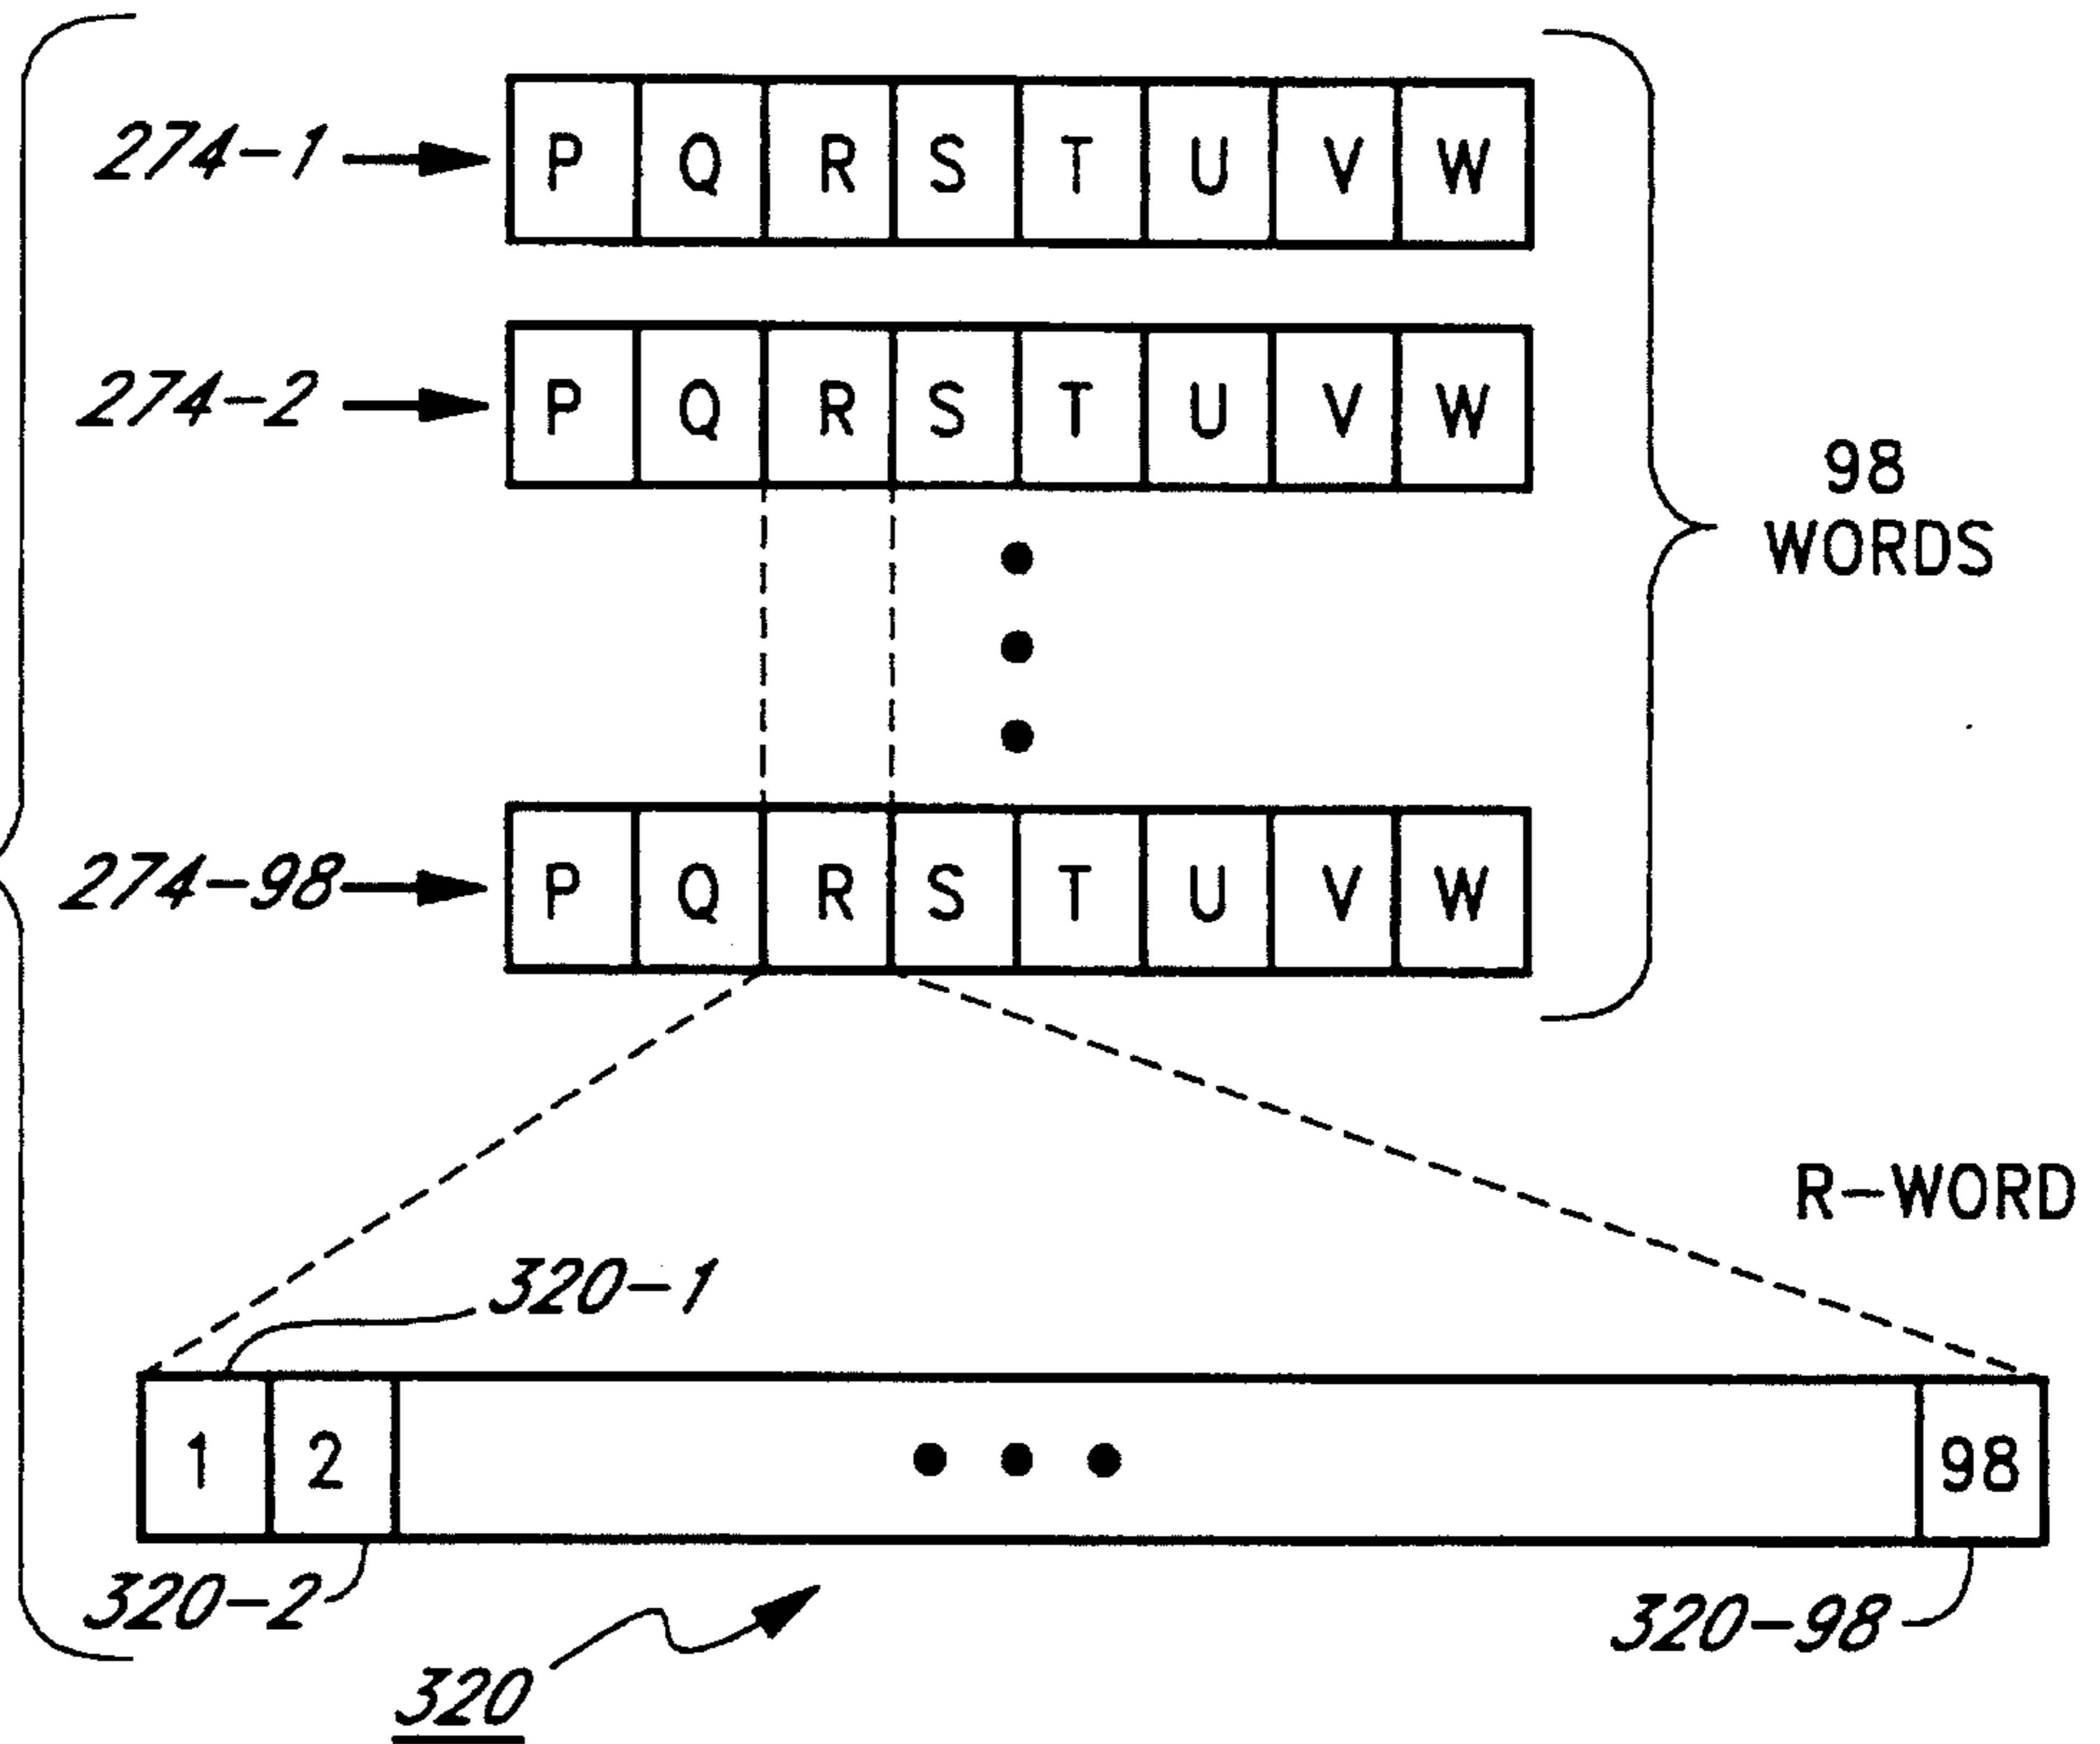 274-1 P Q R S T U V W
274-2 P Q R S T U V W
98
WORDS
274-98 P Q R S T U V W
R-WORD
320-1
1 2 98
320-2
320-98
320